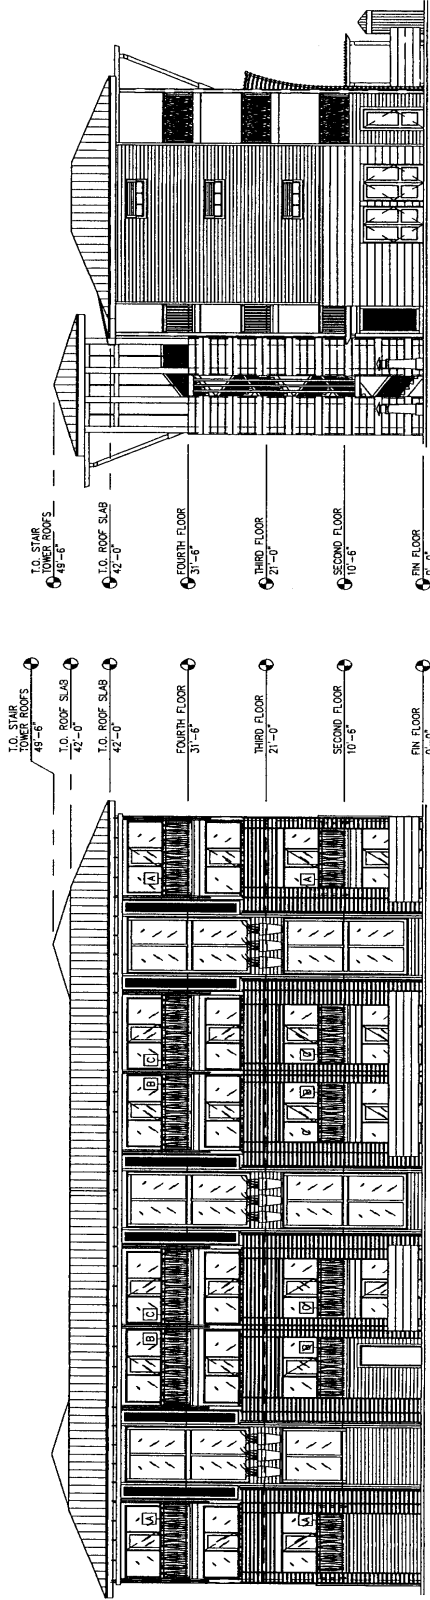 T.O. STAIR
TOWER ROOFS
49'-6"
T.O. ROOF SLAB
42'-0"
FOURTH FLOOR
31'-6"
THIRD FLOOR
21'-0"
SECOND FLOOR
10'-6"
FIN FLOOR
T.O. STAIR
TOWER ROOFS
49'-6"
T.O. ROOF SLAB
42'-0"
T.O. ROOF SLAB
42'-0"
FOURTH FLOOR
31'-6"
THIRD FLOOR
21'-0"
SECOND FLOOR
10'-6"
FIN FLOOR
A
B
C
B
C
A
A